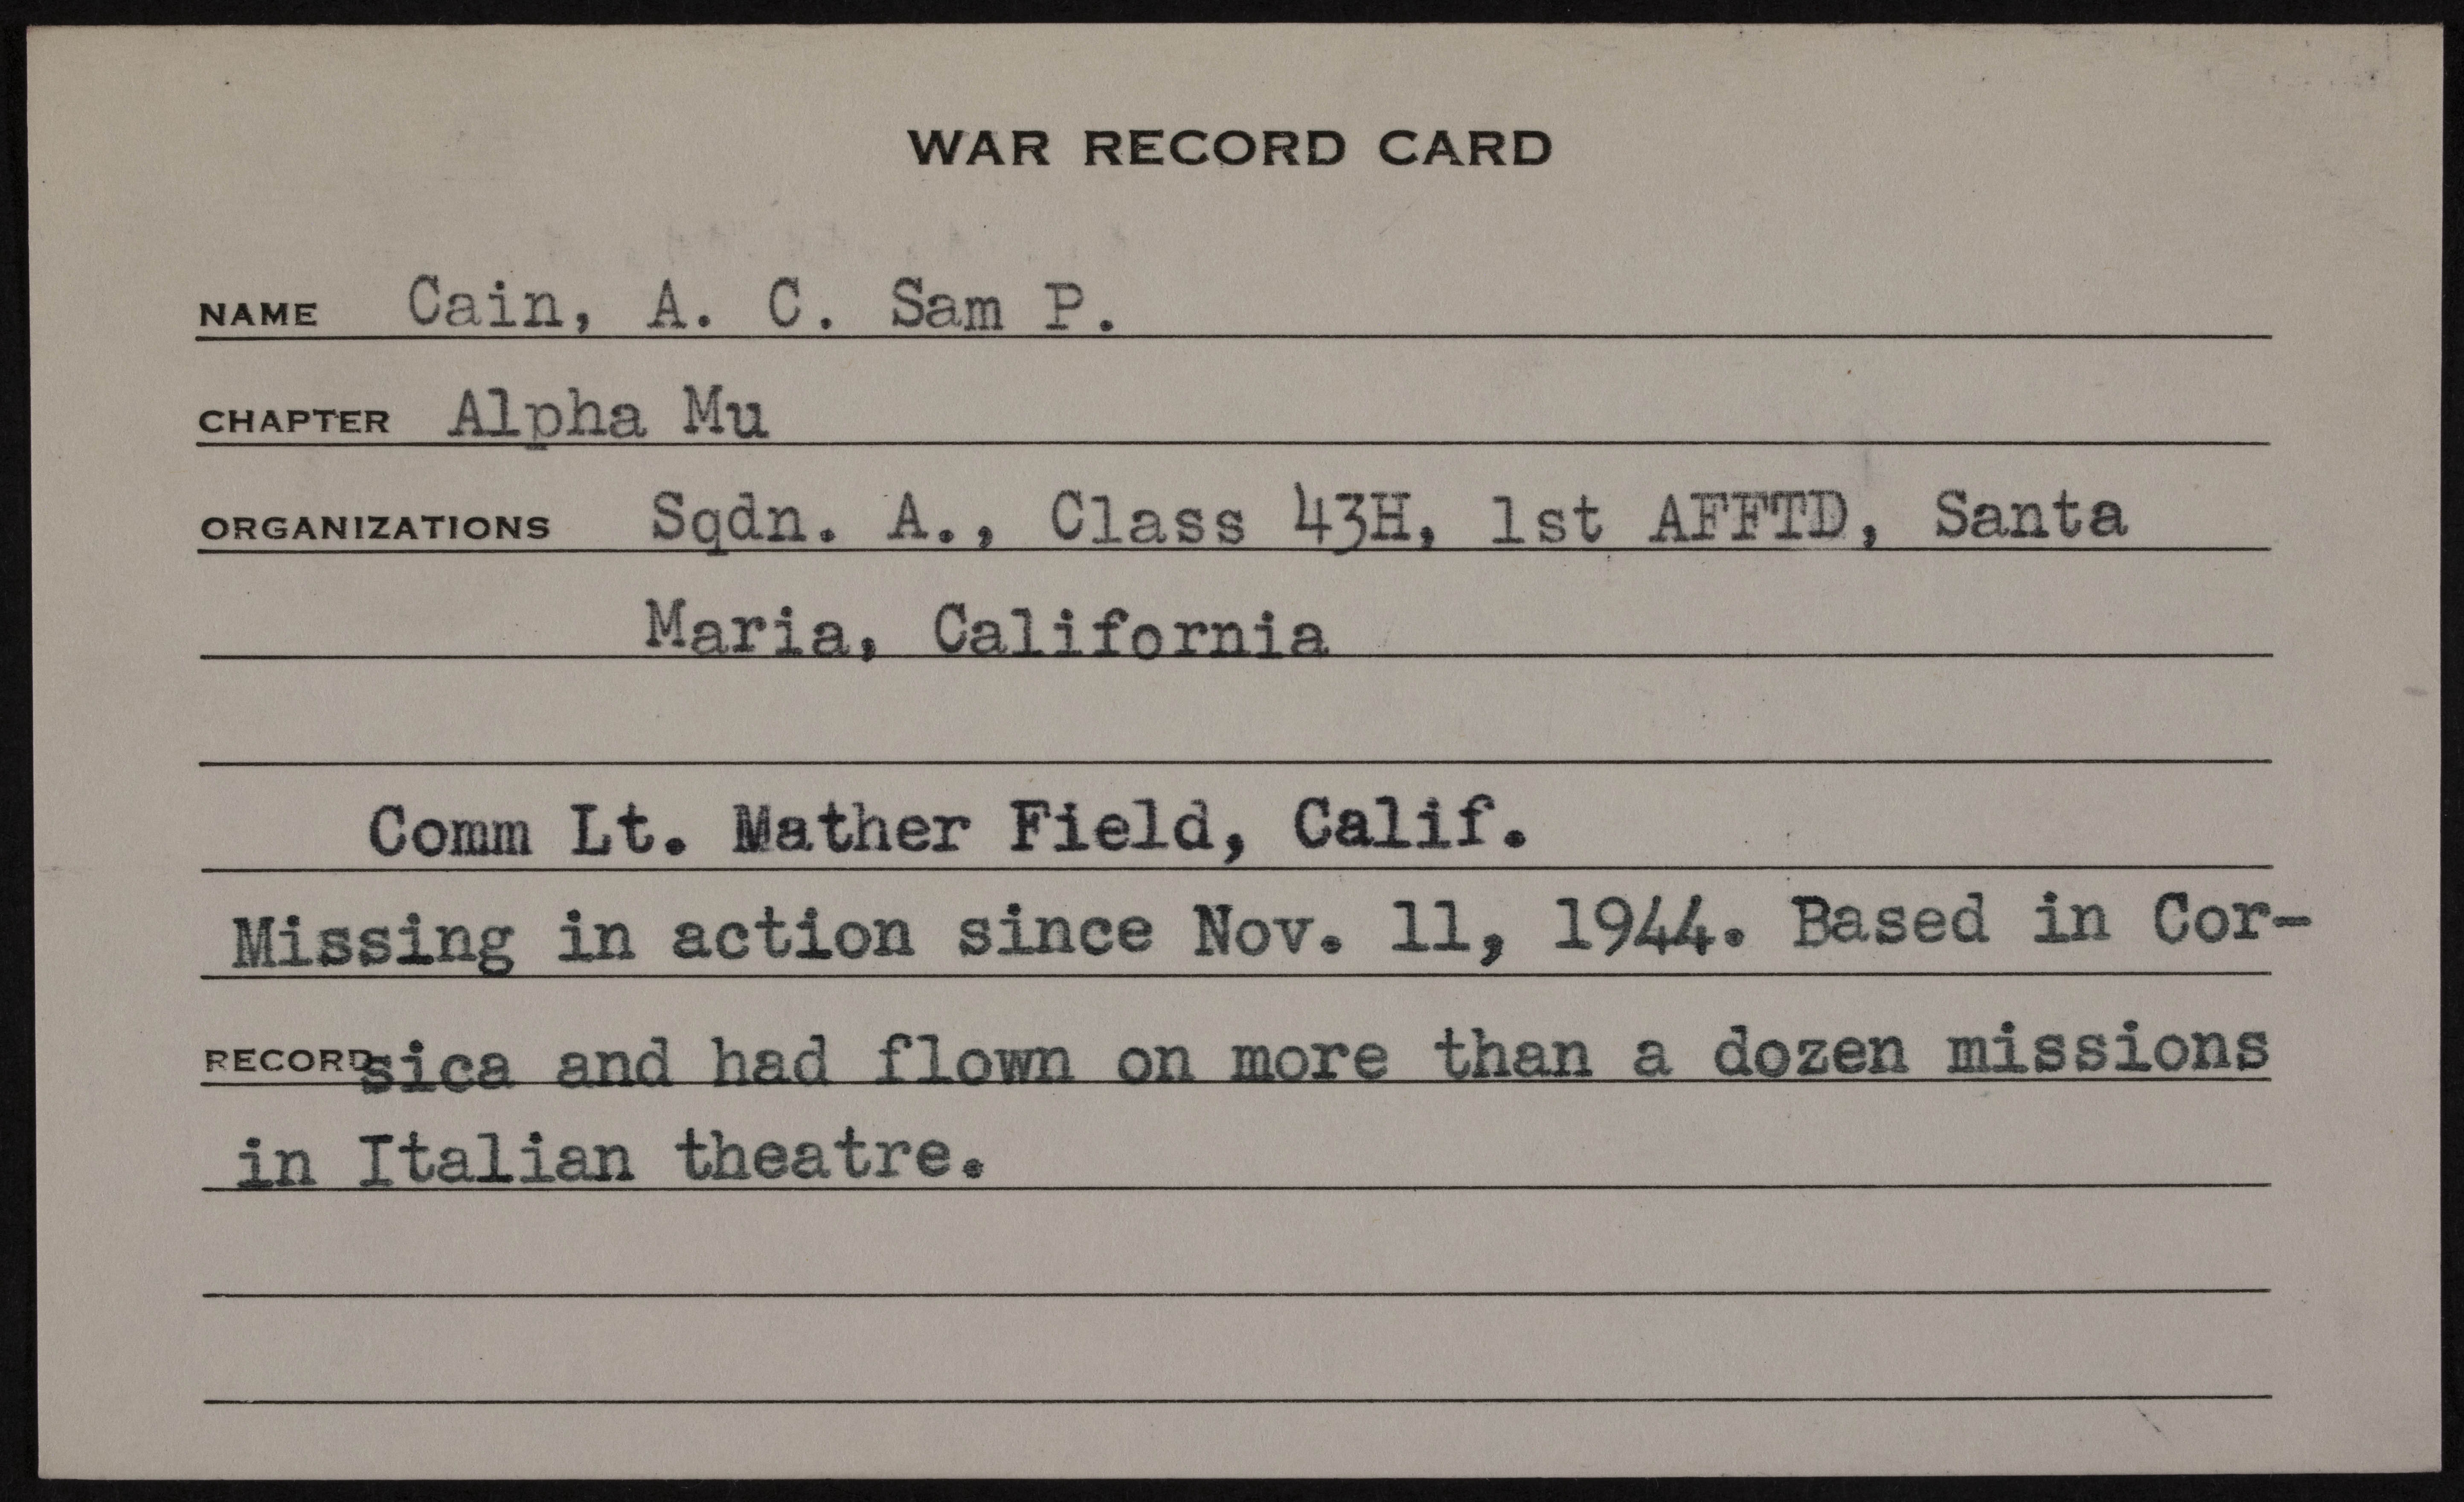 WAR RECORD CARD
NAME Cain, A. C. Sam P.
CHAPTER Alpha Mu
ORGANIZATIONS Sqdn. A., Class 43H, 1st AFFTD, Santa
Maria, California
Comm Lt. Mather Field, Calif.
Missing in action since Nov. 11, 1944. Based in Cor-
RECORD sica and had flown on more than a dozen missions
in Italian theatre.